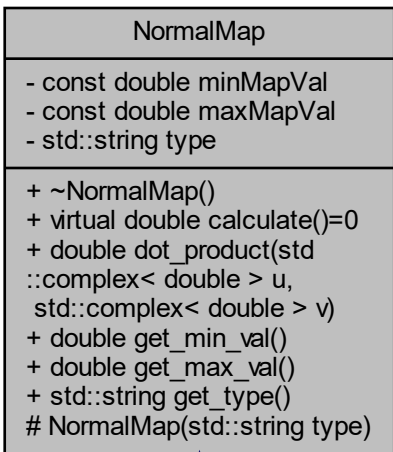 NormalMap
- const double minMapVal
- const double maxMapVal
- std::string type
+ ~NormalMap()
+ virtual double calculate()=0
+ double dot_product(std
::complex< double > u,
std::complex< double > v)
+ double get_min_val()
+ double get_max_val()
+ std::string get_type()
# NormalMap(std::string type)